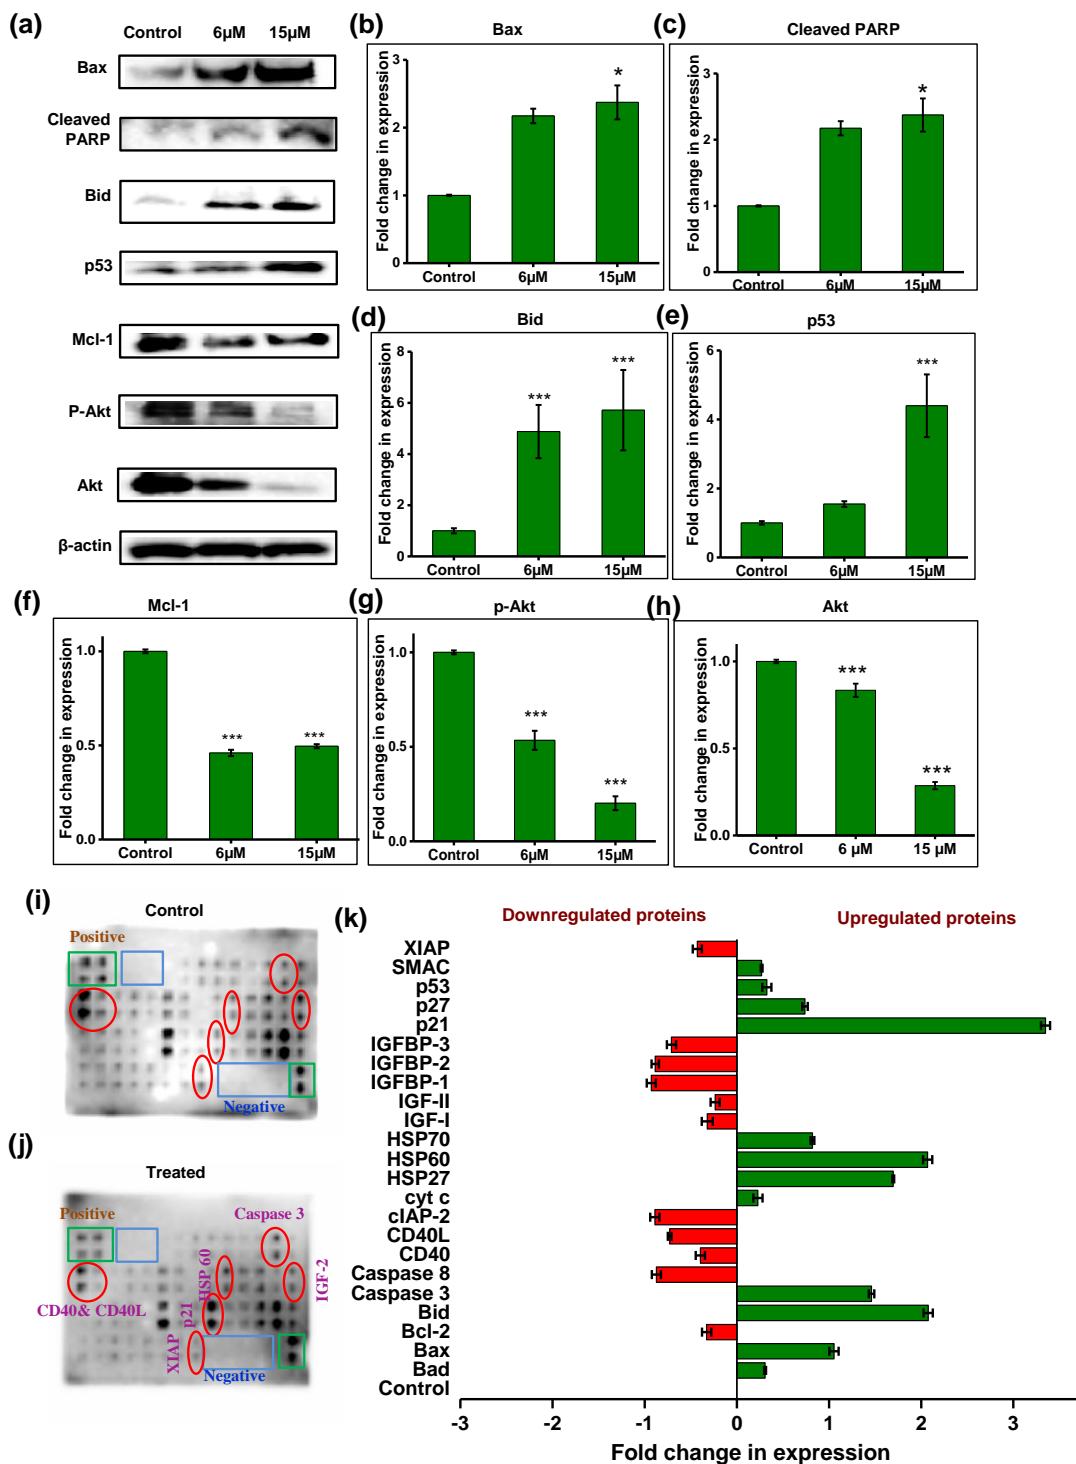 (a)
Control 6µM 15µM
Bax
Cleaved
PARP
Bid
p53
Mcl-1
P-Akt
Akt
β-actin
(b)
Bax
Fold change in expression
3
2
1
0
*
Control 6µM 15µM
(c)
Cleaved PARP
Fold change in expression
3
2
1
0
*
Control 6µM 15µM
(d)
Bid
Fold change in expression
8
6
4
2
0
*** ***
Control 6µM 15µM
(e)
p53
Fold change in expression
6
4
2
0
***
Control 6µM 15µM
(f)
Mcl-1
Fold change in expression
1.0
0.5
0.0
*** ***
Control 6µM 15µM
(g)
p-Akt
Fold change in expression
1.0
0.5
0.0
***
***
Control 6µM 15µM
(h)
Akt
Fold change in expression
1.0
0.5
0.0
***
***
Control 6 µM 15 µM
(i)
Control
Positive
Negative
(j)
Treated
Positive
Caspase 3
HSP 60
IGF-2
CD40& CD40L
p21
XIAP
Negative
(k)
Downregulated proteins Upregulated proteins
XIAP
SMAC
p53
p27
p21
IGFBP-3
IGFBP-2
IGFBP-1
IGF-II
IGF-I
HSP70
HSP60
HSP27
cyt c
cIAP-2
CD40L
CD40
Caspase 8
Caspase 3
Bid
Bcl-2
Bax
Bad
Control
-3 -2 -1 0 1 2 3
Fold change in expression